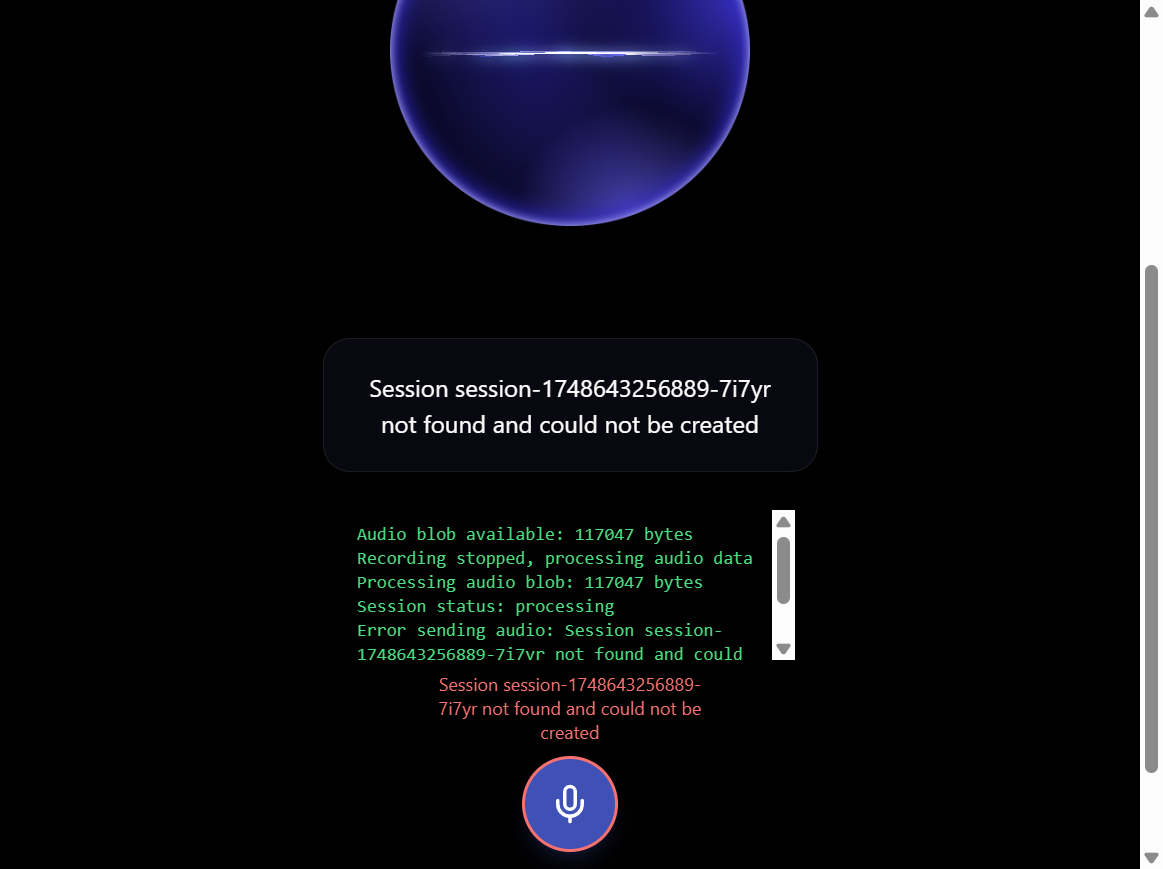 Session session-1748643256889-7i7yr
not found and could not be created
Audio blob available: 117047 bytes
Recording stopped, processing audio data
Processing audio blob: 117047 bytes
Session status: processing
Error sending audio: Session session-
1748643256889-7i7yr not found and could
Session session-1748643256889-
7i7yr not found and could not be
created